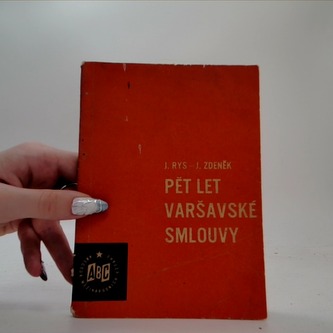 J. RYS - J. ZDENĚK
PĚT LET
VARŠAVSKÉ
SMLOUVY
ABC